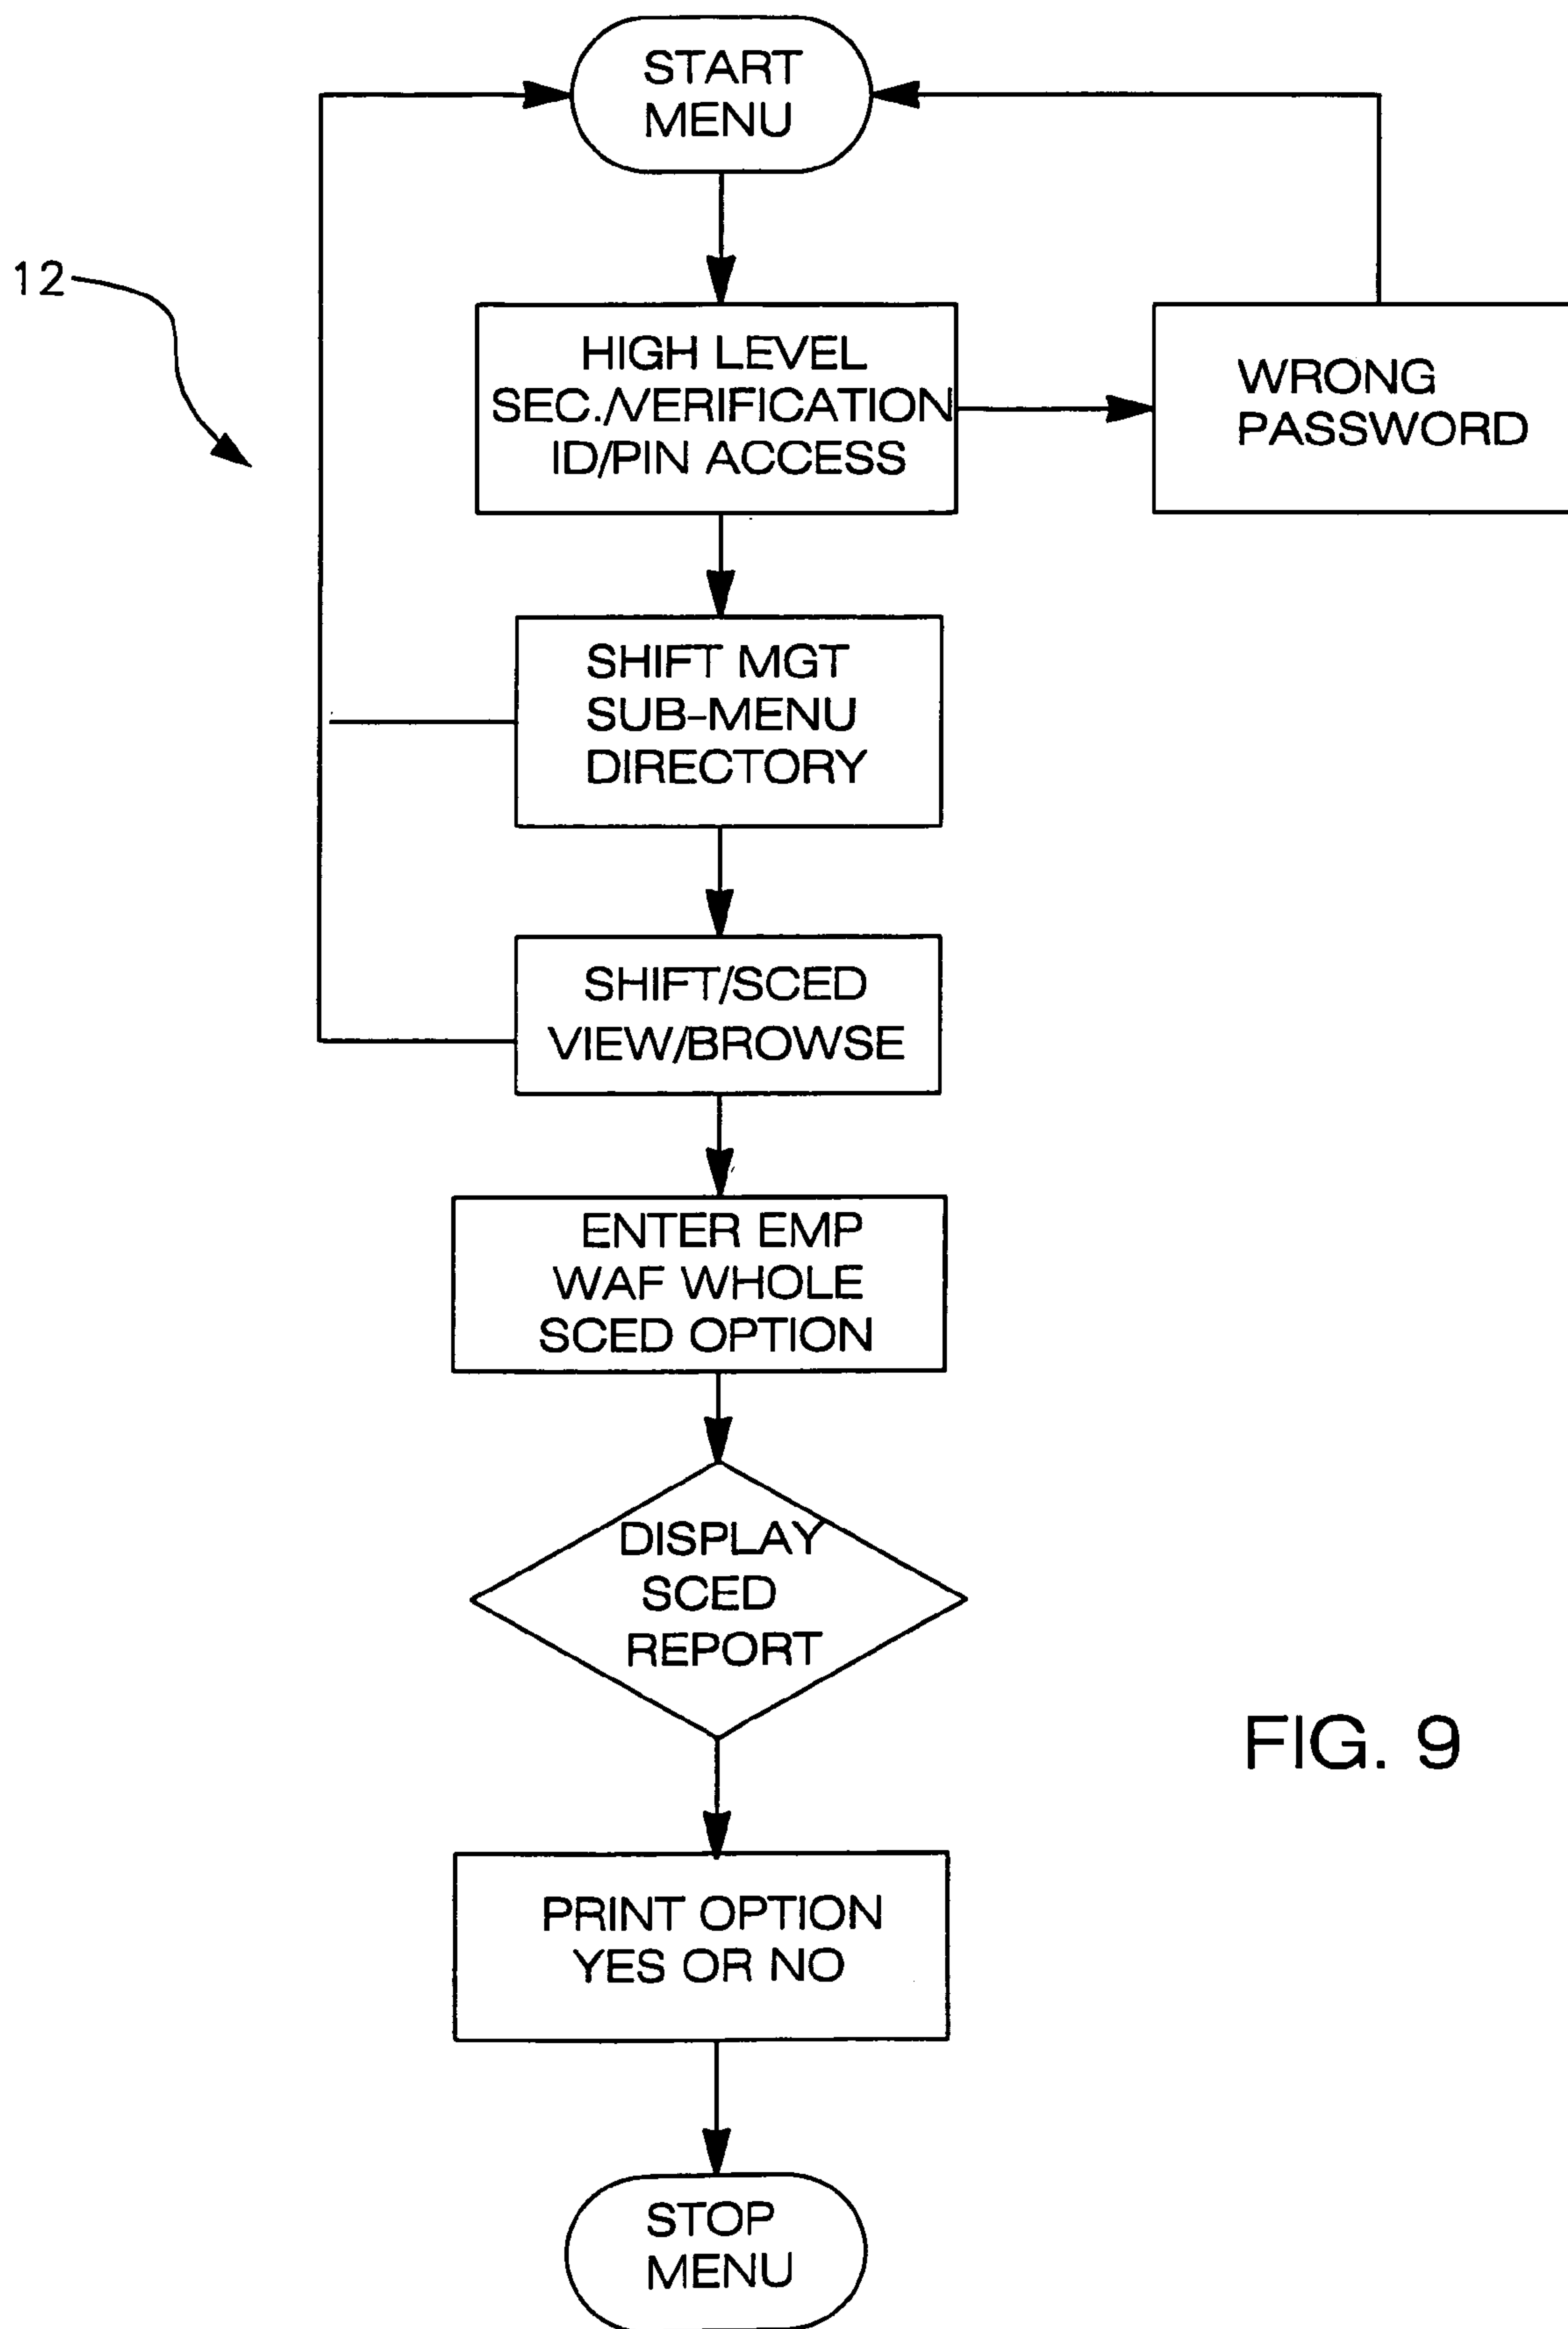 START
MENU
12
HIGH LEVEL
SEC./VERIFICATION
ID/PIN ACCESS
WRONG
PASSWORD
SHIFT MGT
SUB-MENU
DIRECTORY
SHIFT/SCED
VIEW/BROWSE
ENTER EMP
WAF WHOLE
SCED OPTION
DISPLAY
SCED
REPORT
FIG. 9
PRINT OPTION
YES OR NO
STOP
MENU